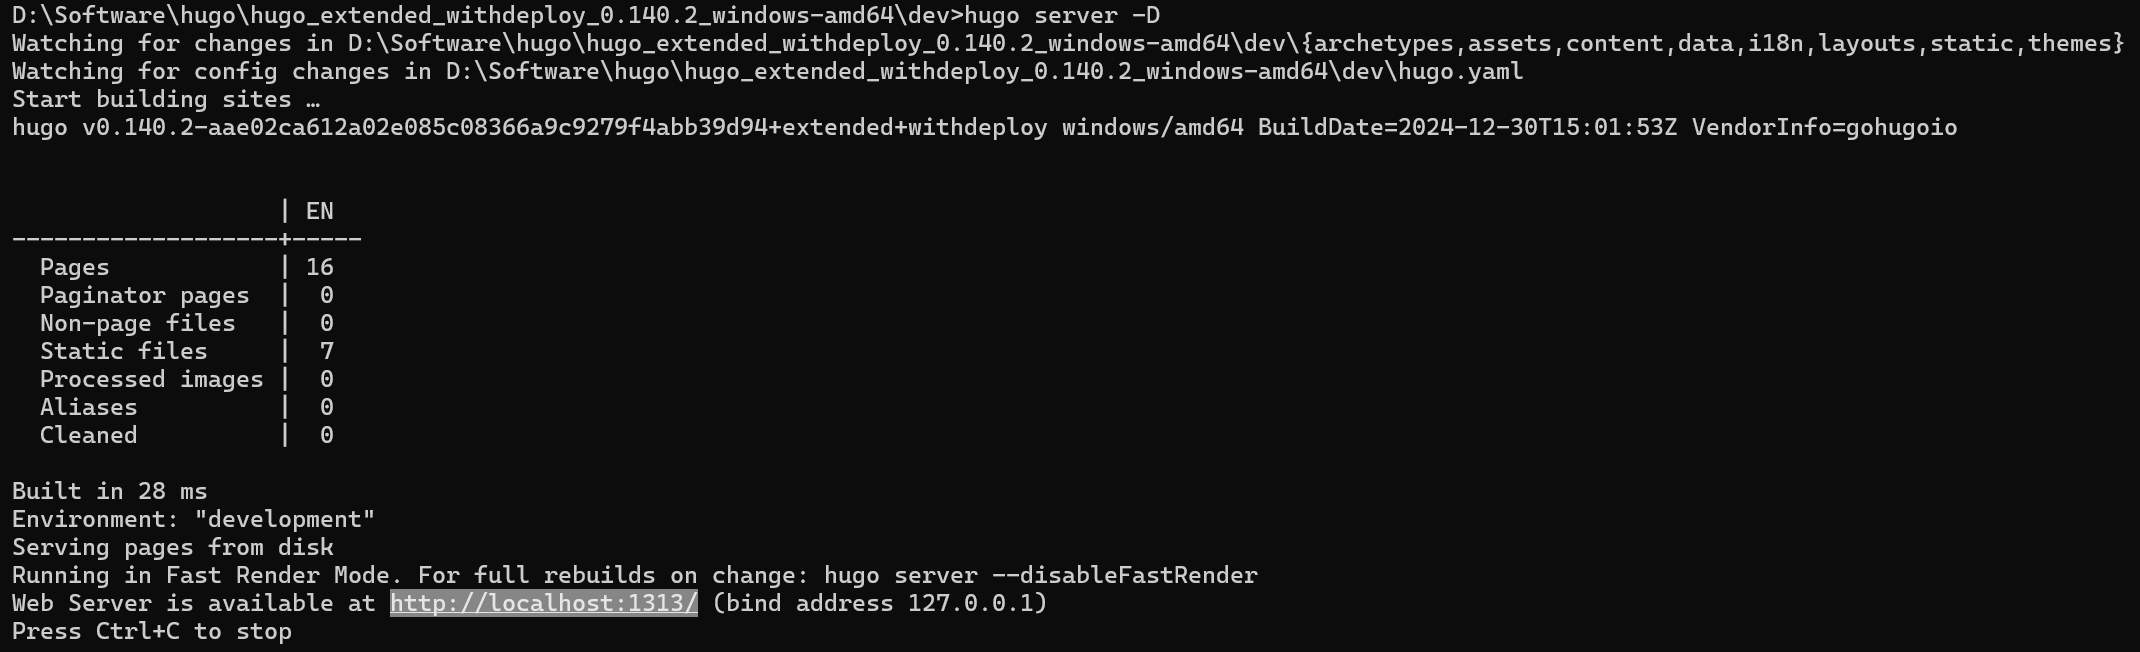 D:\Software\hugo\hugo_extended_withdeploy_0.140.2_windows-amd64\dev>hugo server -D
Watching for changes in D:\Software\hugo\hugo_extended_withdeploy_0.140.2_windows-amd64\dev\{archetypes,assets,content,data,i18n,layouts,static,themes}
Watching for config changes in D:\Software\hugo\hugo_extended_withdeploy_0.140.2_windows-amd64\dev\hugo.yaml
Start building sites …
hugo v0.140.2-aae02ca612a02e085c08366a9c9279f4abb39d94+extended+withdeploy windows/amd64 BuildDate=2024-12-30T15:01:53Z VendorInfo=gohugoio
                   | EN
-------------------+-----
  Pages            | 16
  Paginator pages  |  0
  Non-page files   |  0
  Static files     |  7
  Processed images |  0
  Aliases          |  0
  Cleaned          |  0
Built in 28 ms
Environment: "development"
Serving pages from disk
Running in Fast Render Mode. For full rebuilds on change: hugo server --disableFastRender
Web Server is available at http://localhost:1313/ (bind address 127.0.0.1)
Press Ctrl+C to stop